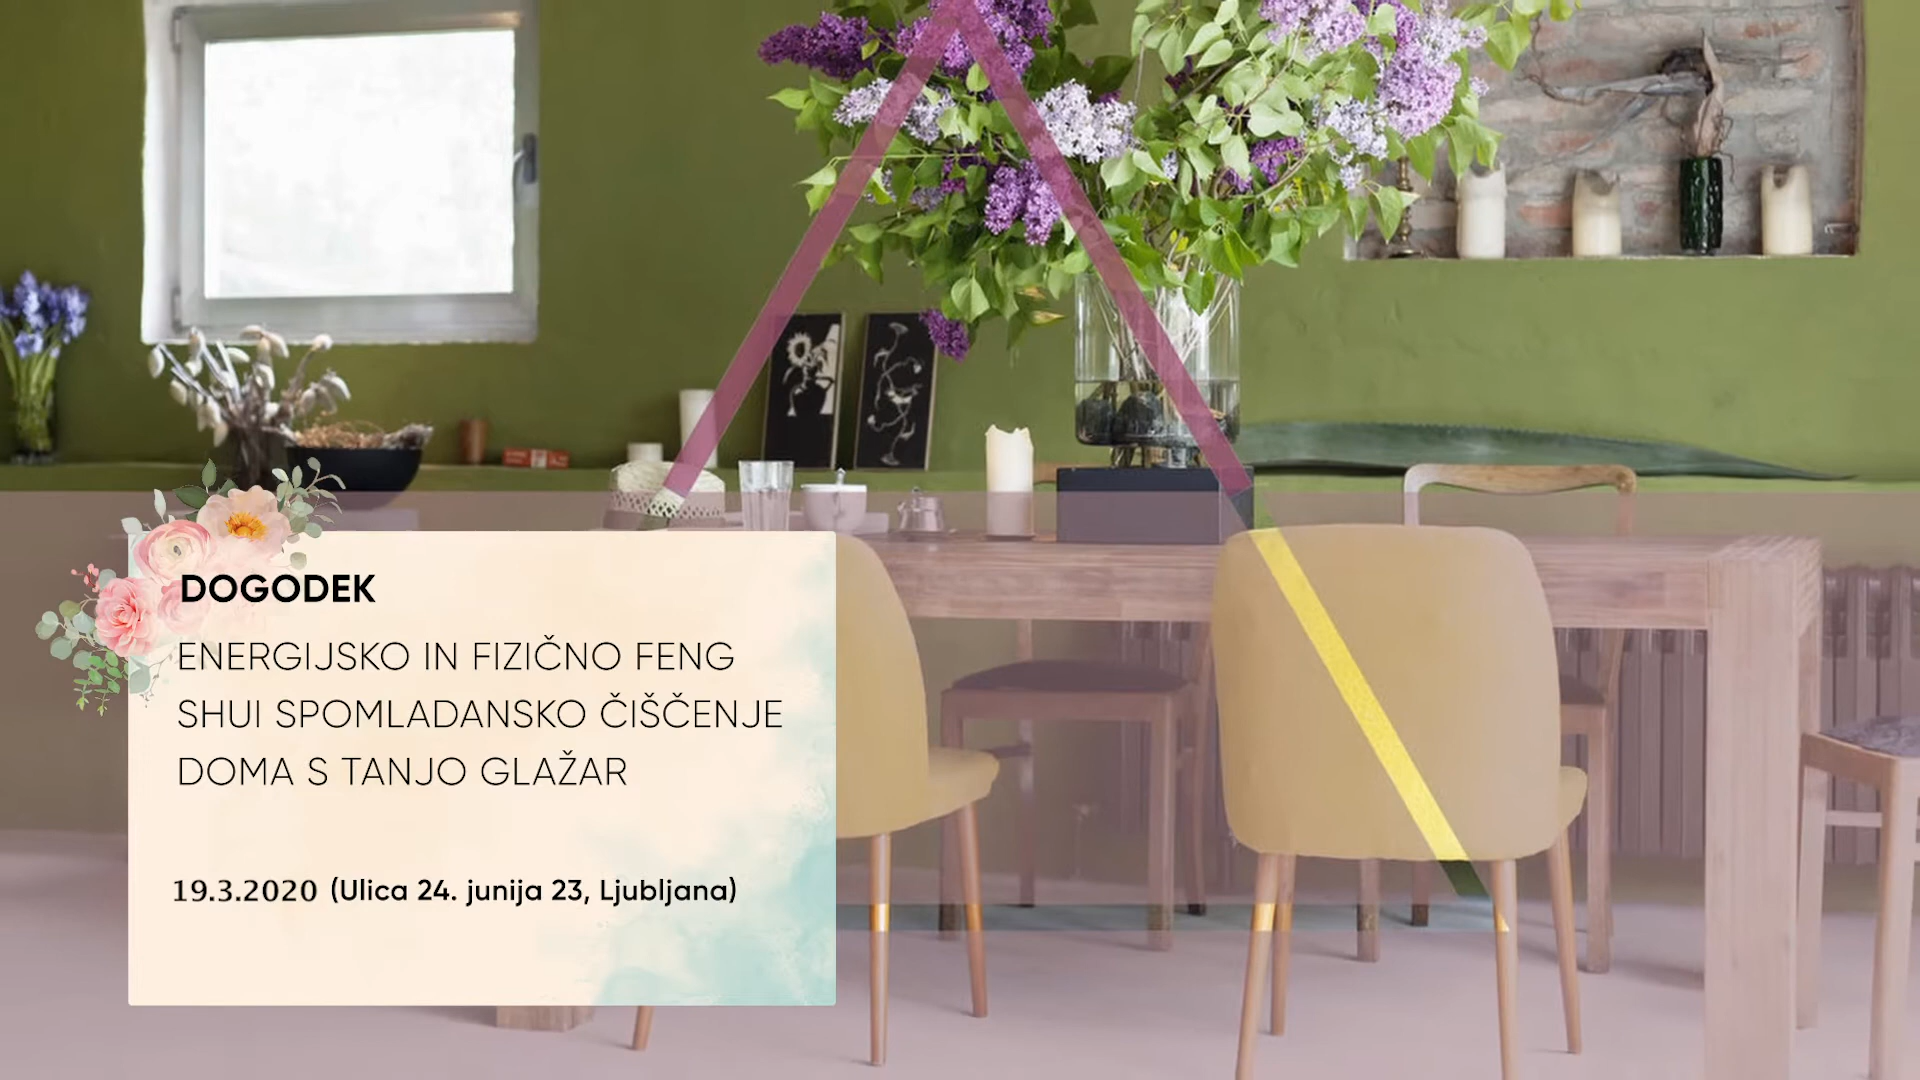 DOGODEK
ENERGIJSKO IN FIZIČNO FENG
SHUI SPOMLADANSKO ČIŠČENJE
DOMA S TANJO GLAŽAR
19.3.2020 (Ulica 24. junija 23, Ljubljana)